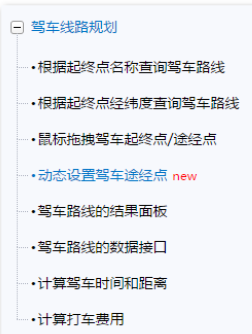 驾车线路规划
•根据起终点名称查询驾车路线
•根据起终点经纬度查询驾车路线
•鼠标拖拽驾车起终点/途经点
•动态设置驾车途经点 new
•驾车路线的结果面板
•驾车路线的数据接口
•计算驾车时间和距离
•计算打车费用